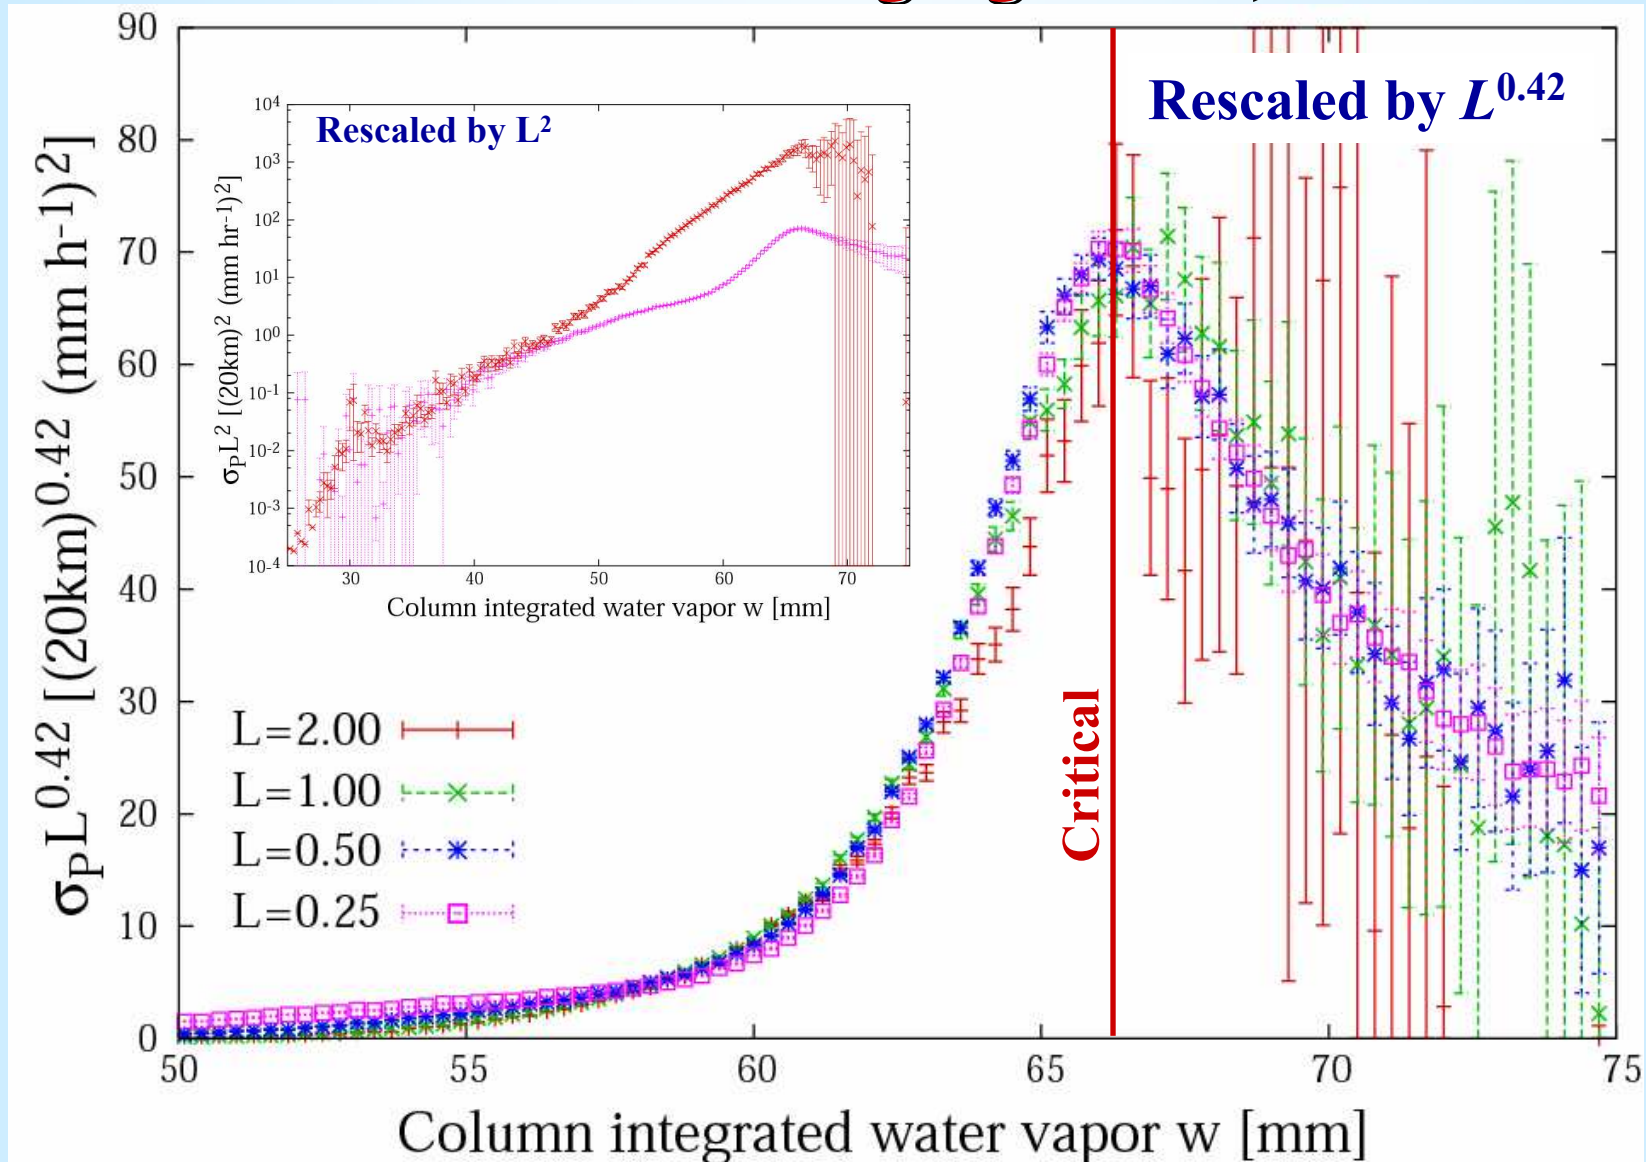 90
80
70
60
50
40
30
20
10
0
σPL0.42 [(20km)0.42 (mm h-1)2]
Rescaled by L0.42
Rescaled by L2
104
103
102
101
100
10-1
10-2
10-3
10-4
σPL2 [(20km)2 (mm hr-1)2]
30 40 50 60 70
Column integrated water vapor w [mm]
L=2.00
L=1.00
L=0.50
L=0.25
Critical
50 55 60 65 70 75
Column integrated water vapor w [mm]